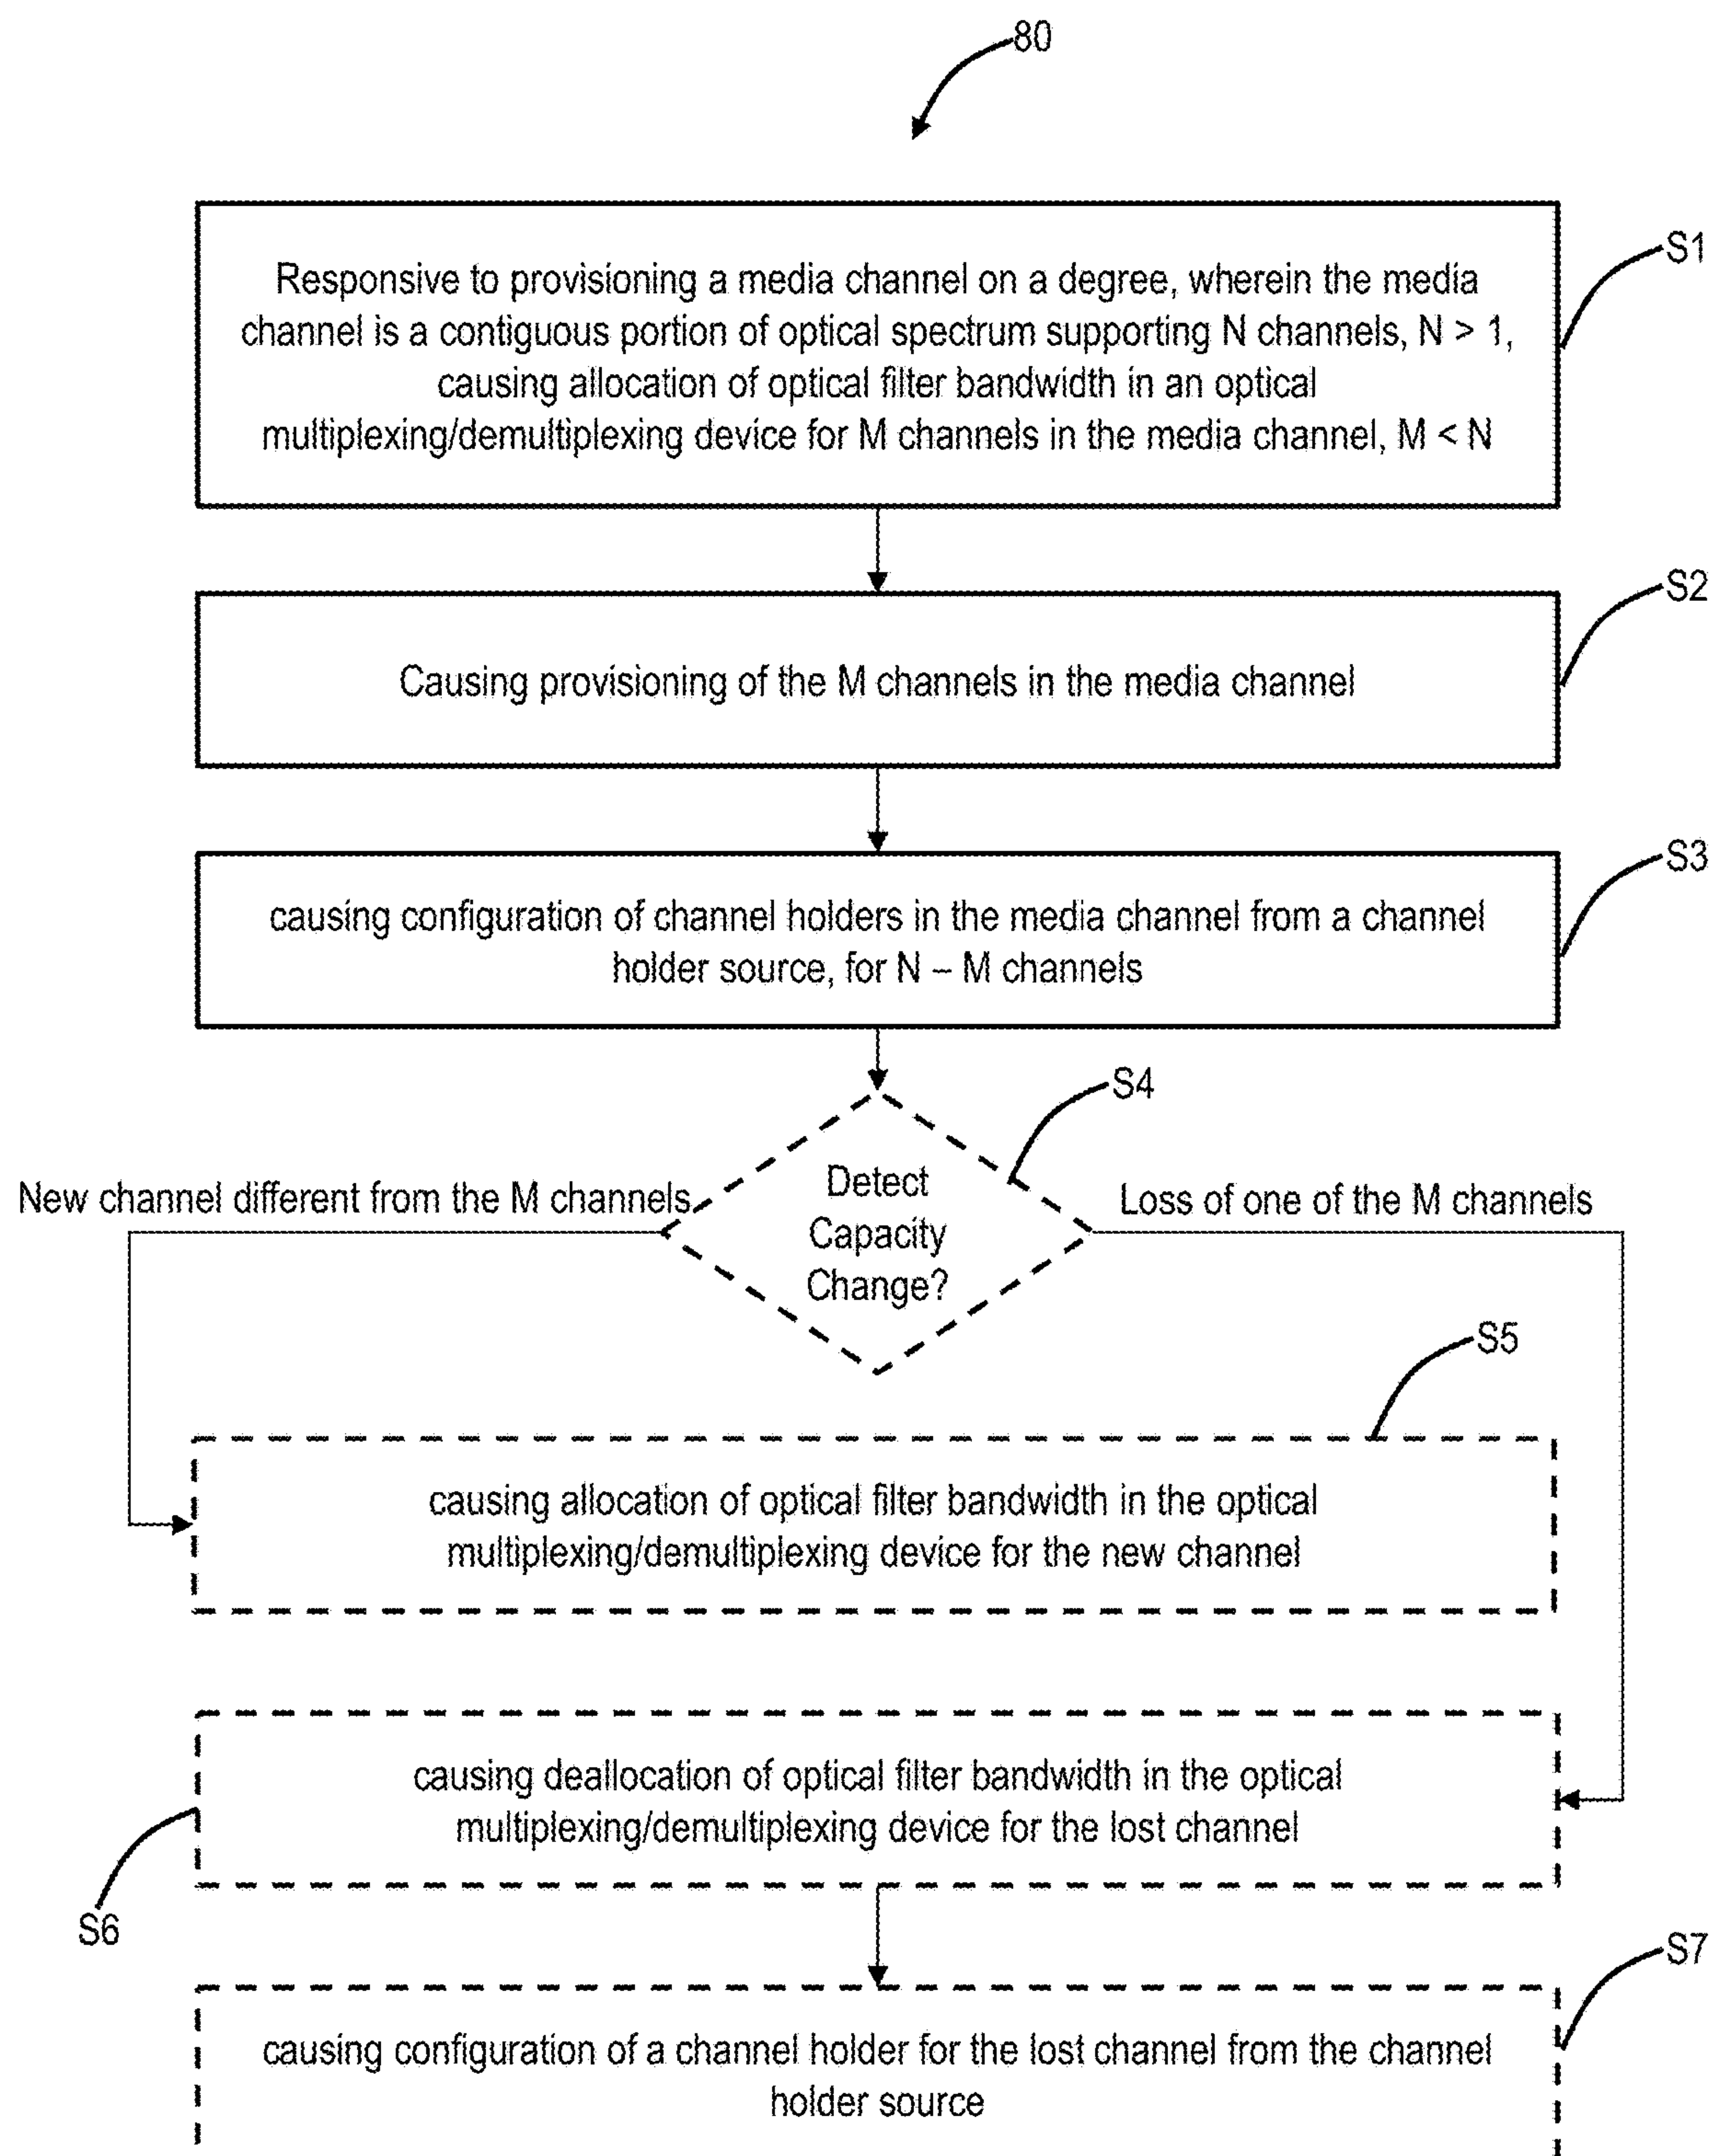 80
Responsive to provisioning a media channel on a degree, wherein the media
channel is a contiguous portion of optical spectrum supporting N channels, N > 1,
causing allocation of optical filter bandwidth in an optical
multiplexing/demultiplexing device for M channels in the media channel, M < N
S1
Causing provisioning of the M channels in the media channel
S2
causing configuration of channel holders in the media channel from a channel
holder source, for N – M channels
S3
S4
Detect
Capacity
Change?
New channel different from the M channels
Loss of one of the M channels
S5
causing allocation of optical filter bandwidth in the optical
multiplexing/demultiplexing device for the new channel
causing deallocation of optical filter bandwidth in the optical
multiplexing/demultiplexing device for the lost channel
S6
S7
causing configuration of a channel holder for the lost channel from the channel
holder source